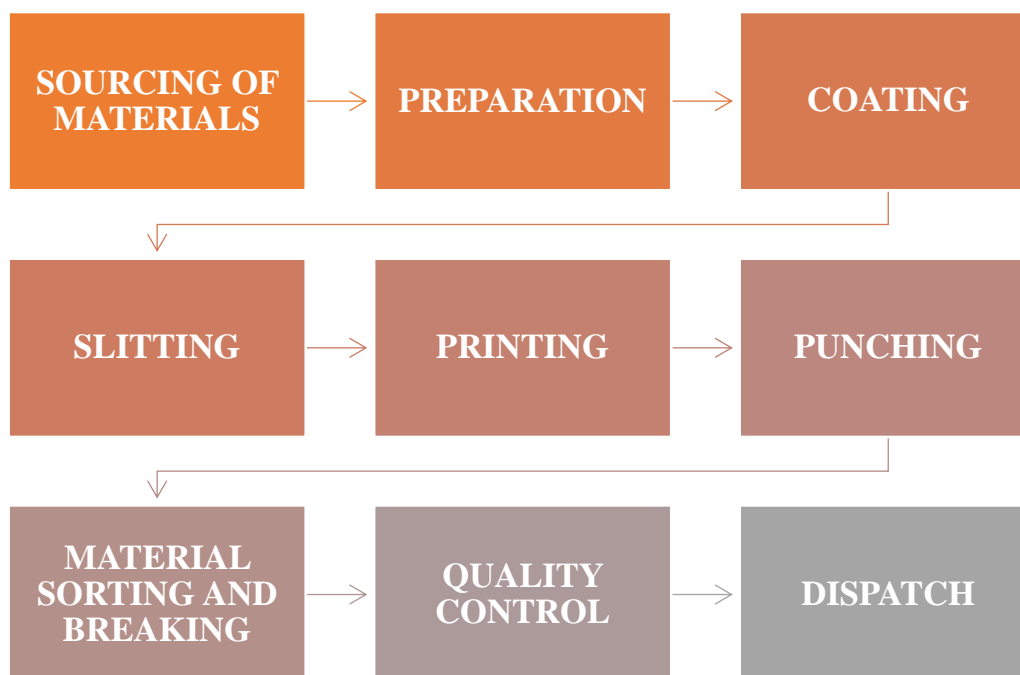 SOURCING OF
MATERIALS
PREPARATION
COATING
SLITTING
PRINTING
PUNCHING
MATERIAL
SORTING AND
BREAKING
QUALITY
CONTROL
DISPATCH